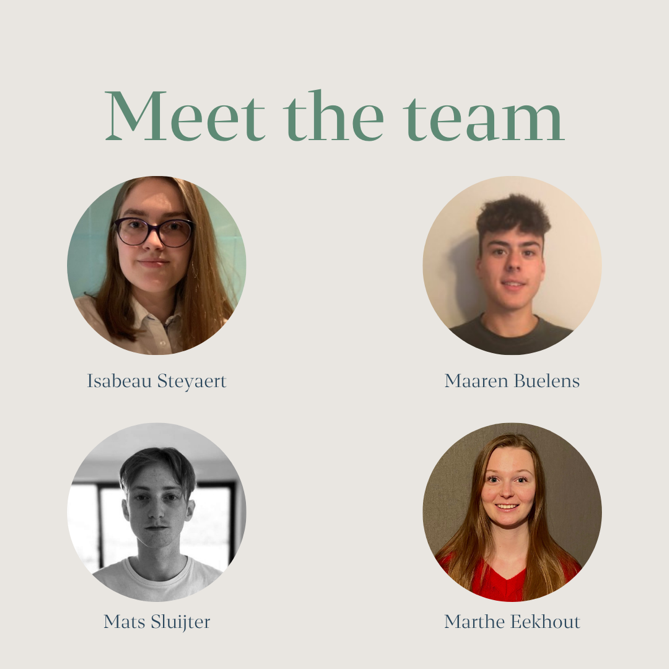 Meet the team
Isabeau Steyaert
Maaren Buelens
Mats Sluijter
Marthe Eekhout